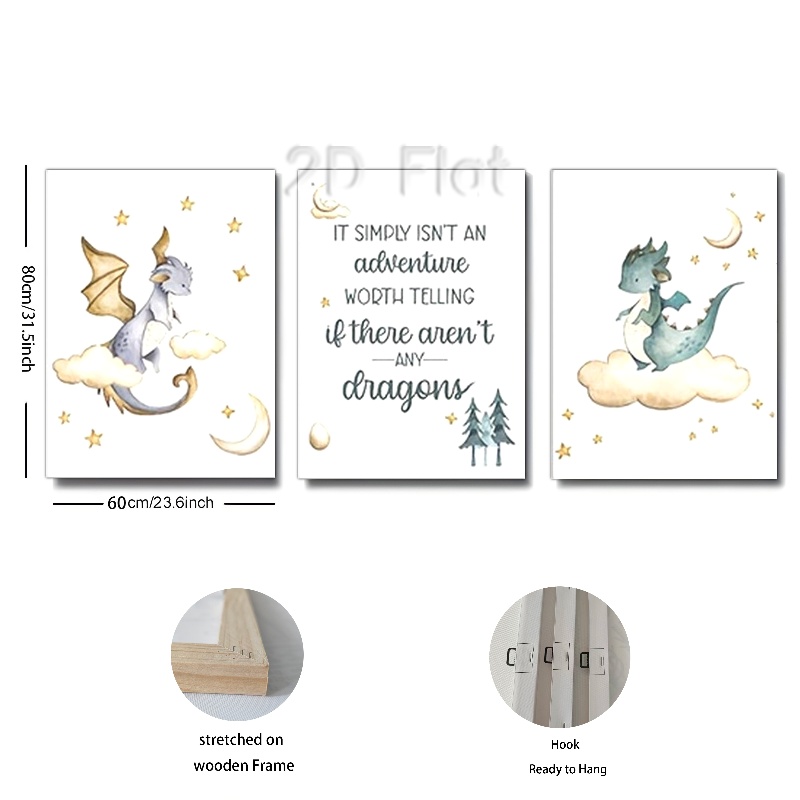 2D Flat
IT SIMPLY ISN'T AN
adventure
WORTH TELLING
if there aren't
ANY
dragons
80cm/31.5inch
60cm/23.6inch
stretched on
wooden Frame
Hook
Ready to Hang